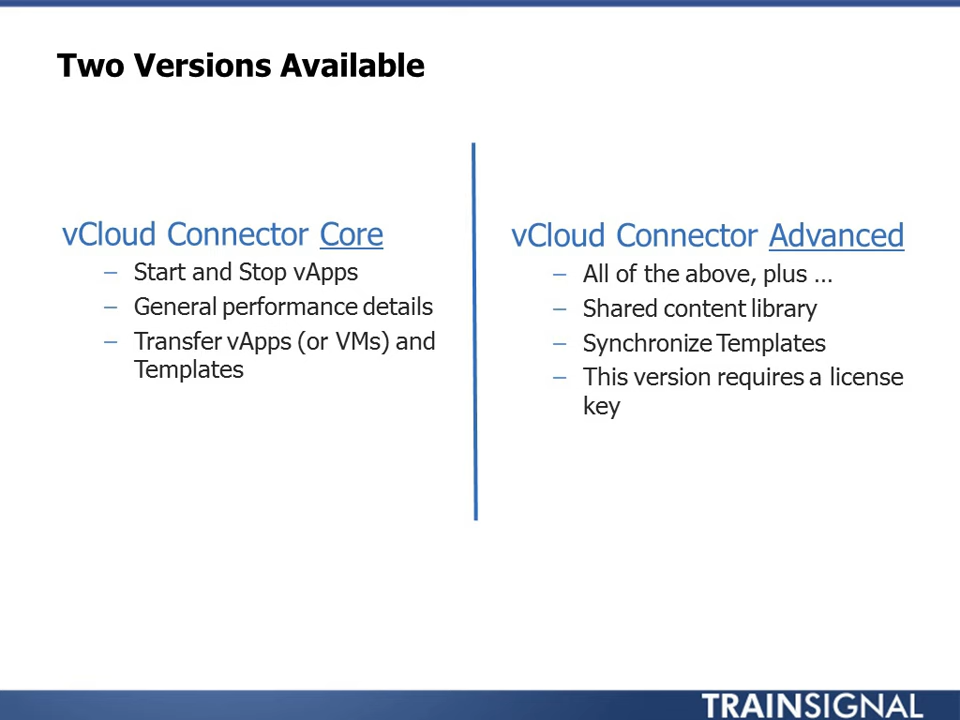 Two Versions Available
vCloud Connector Core
– Start and Stop vApps
– General performance details
– Transfer vApps (or VMs) and
Templates
vCloud Connector Advanced
– All of the above, plus ...
– Shared content library
– Synchronize Templates
– This version requires a license
key
TRAINSIGNAL